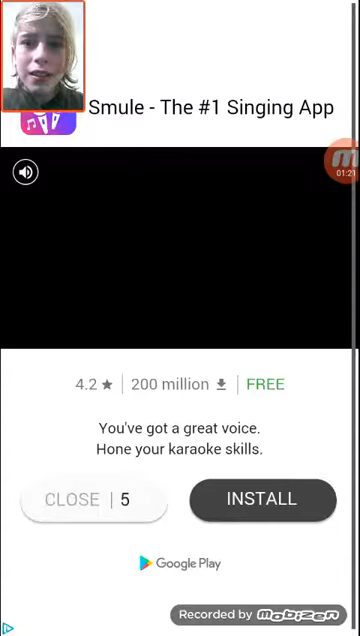 Smule - The #1 Singing App
01:21
4.2 ★ | 200 million | FREE
You've got a great voice.
Hone your karaoke skills.
CLOSE | 5
INSTALL
Google Play
Recorded by mobizen